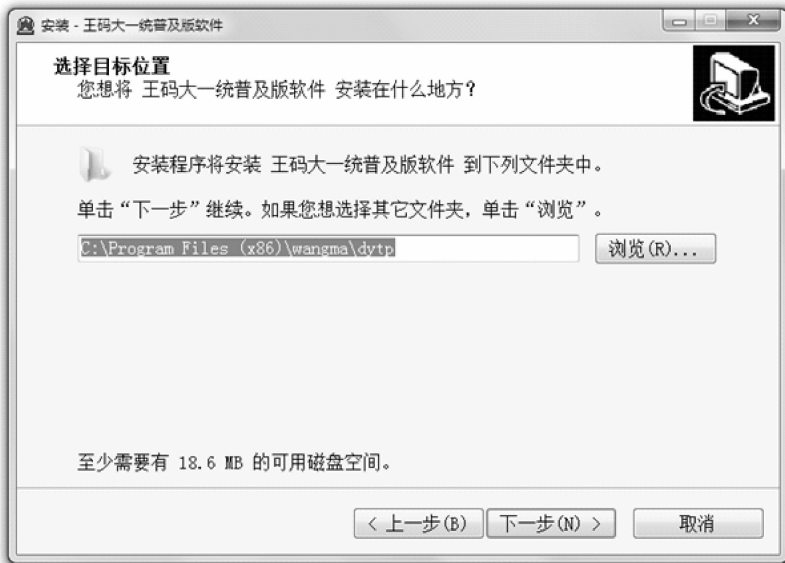 安装 - 王码大一统普及版软件
选择目标位置
您想将 王码大一统普及版软件 安装在什么地方？
安装程序将安装 王码大一统普及版软件 到下列文件夹中。
单击“下一步”继续。如果您想选择其它文件夹，单击“浏览”。
C:\Program Files (x86)\wangma\dytp
浏览(R)...
至少需要有 18.6 MB 的可用磁盘空间。
< 上一步(B) 下一步(N) > 取消